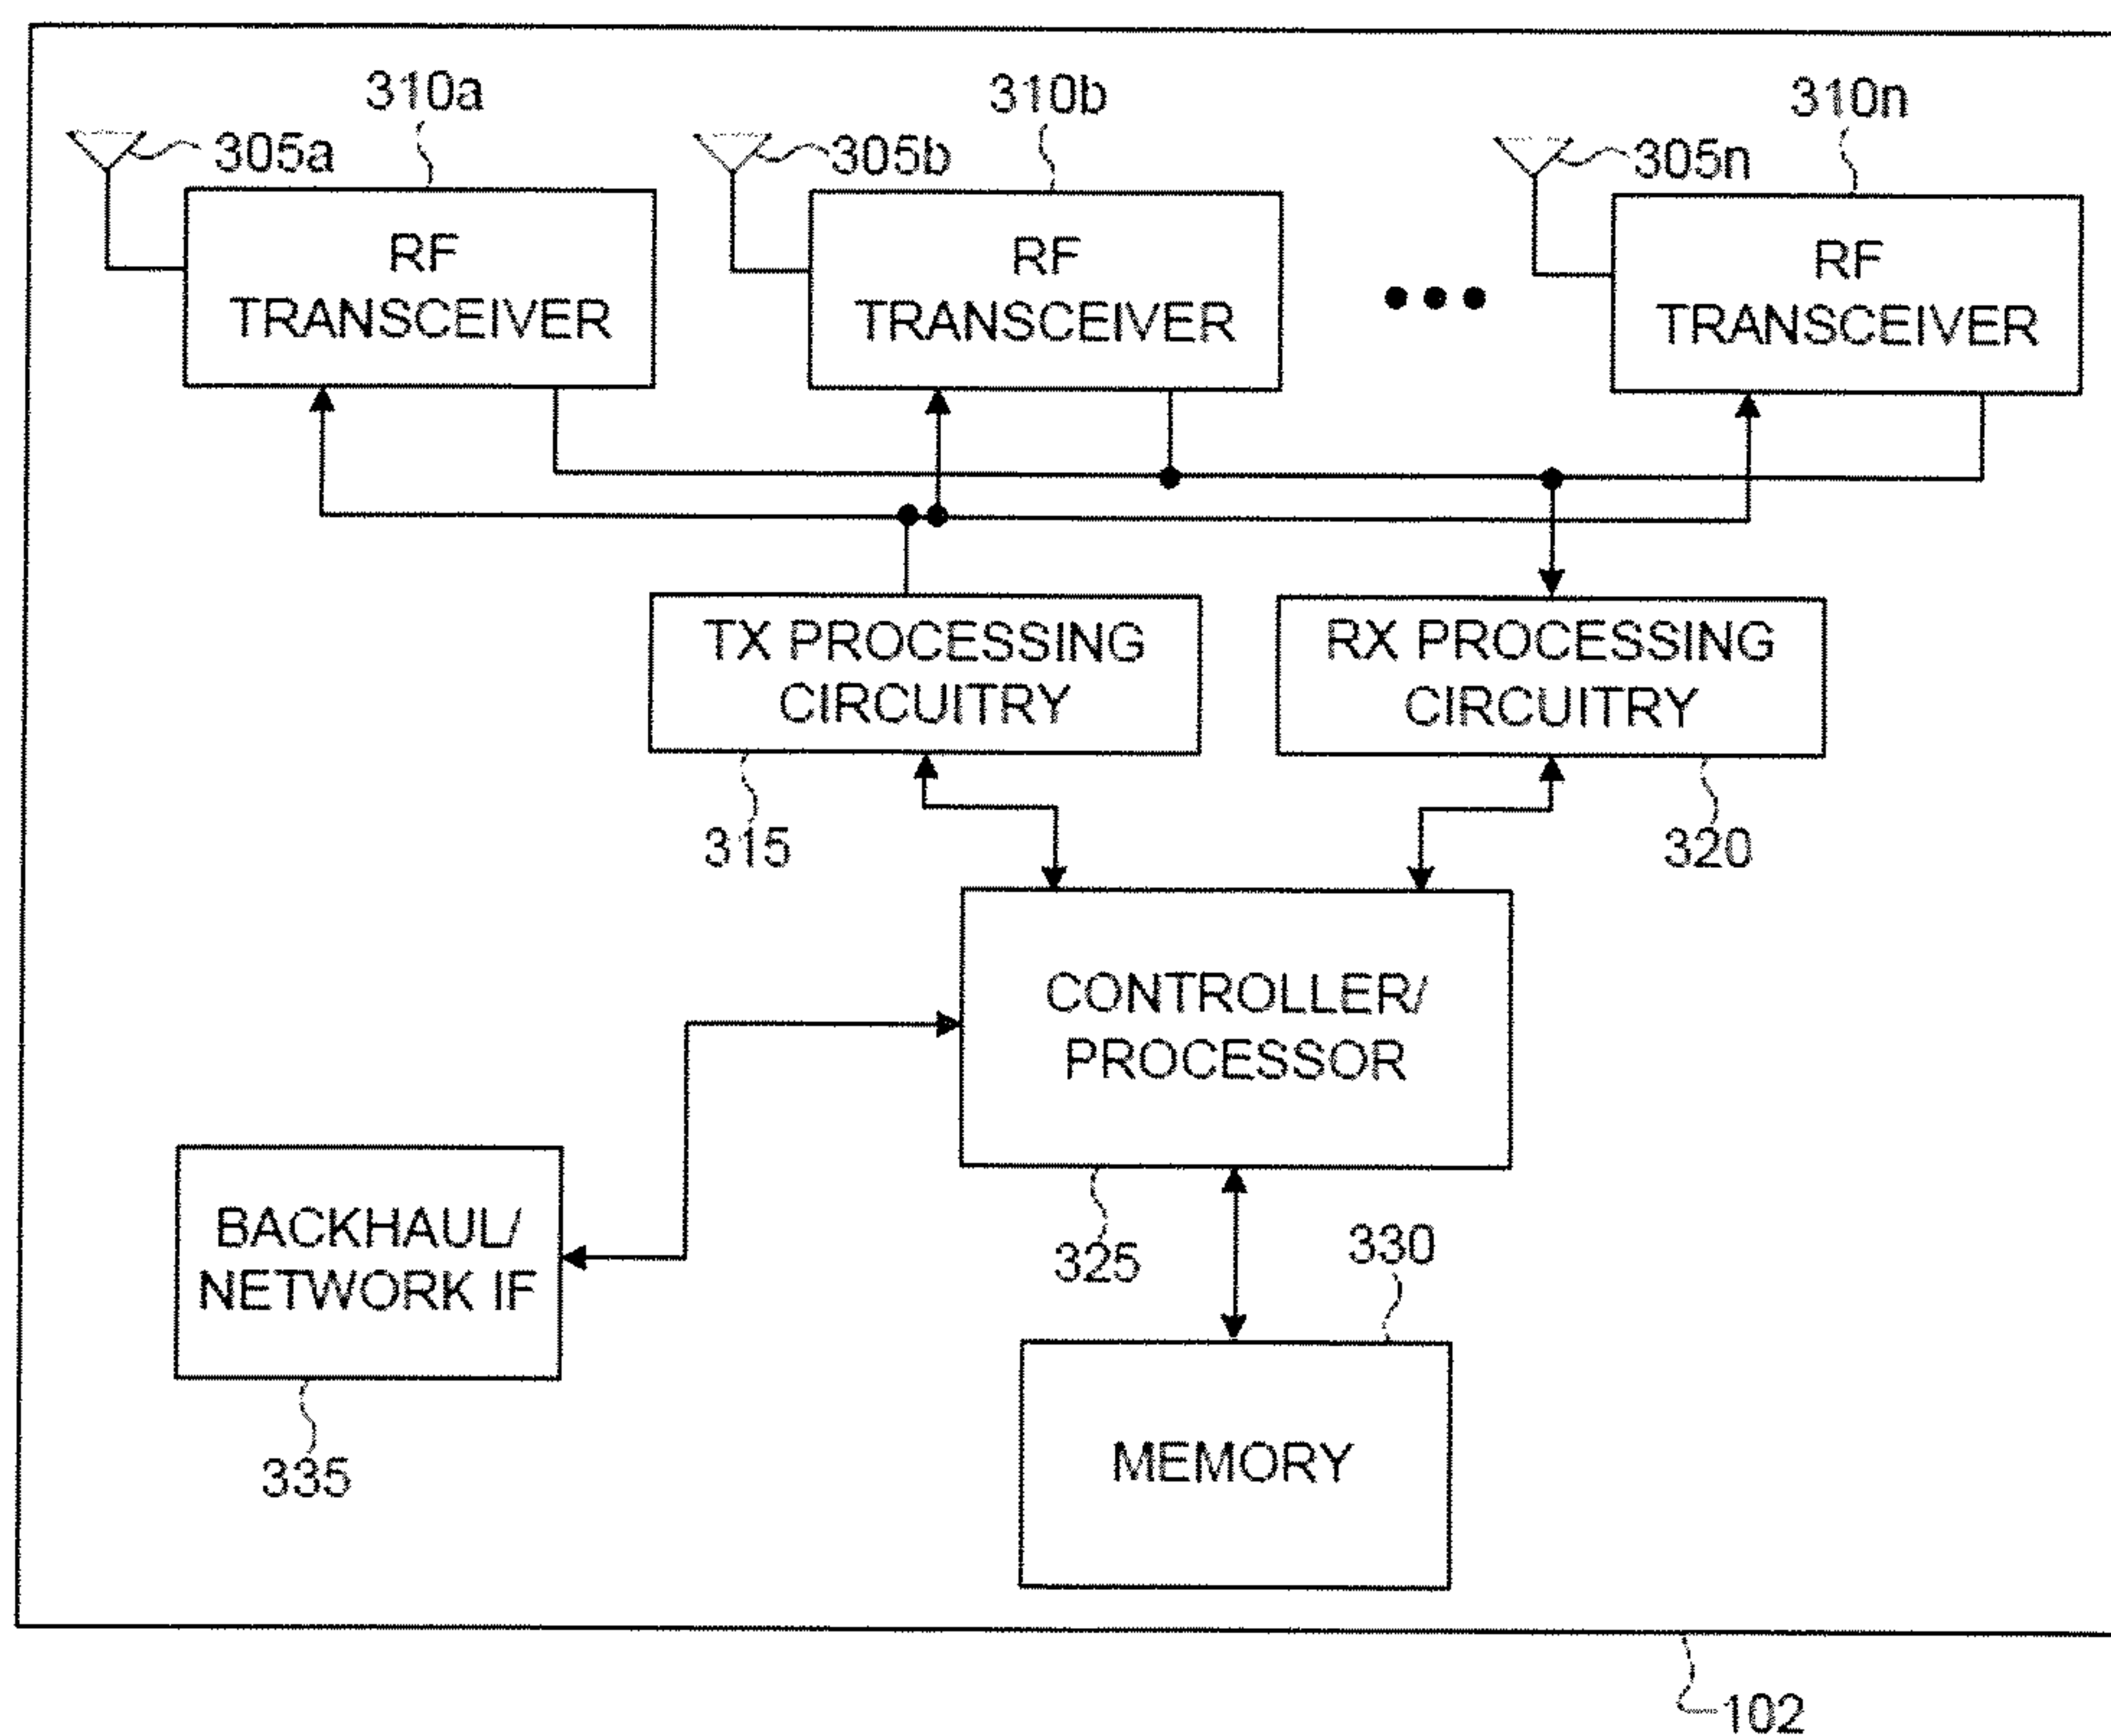 310a
310b
310n
305a
305b
305n
RF
TRANSCEIVER
RF
TRANSCEIVER
RF
TRANSCEIVER
TX PROCESSING
CIRCUITRY
RX PROCESSING
CIRCUITRY
315
320
CONTROLLER/
PROCESSOR
BACKHAUL/
NETWORK IF
325
330
335
MEMORY
102